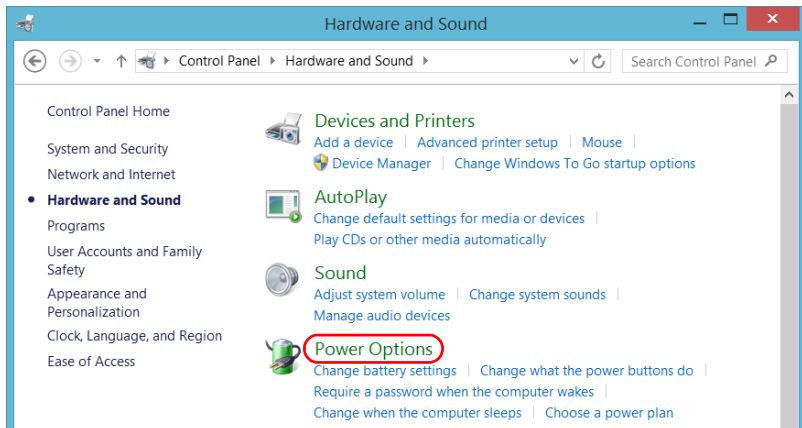 Hardware and Sound
Control Panel Hardware and Sound
Search Control Panel
Control Panel Home
System and Security
Network and Internet
Hardware and Sound
Programs
User Accounts and Family
Safety
Appearance and
Personalization
Clock, Language, and Region
Ease of Access
Devices and Printers
Add a device Advanced printer setup Mouse
Device Manager Change Windows To Go startup options
AutoPlay
Change default settings for media or devices
Play CDs or other media automatically
Sound
Adjust system volume Change system sounds
Manage audio devices
Power Options
Change battery settings Change what the power buttons do
Require a password when the computer wakes
Change when the computer sleeps Choose a power plan